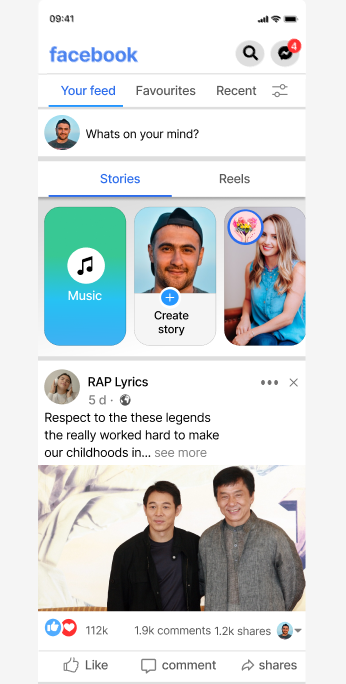 09:41
facebook
4
Your feed Favourites Recent
Whats on your mind?
Stories Reels
Music
Create
story
RAP Lyrics
5 d ·
Respect to the these legends
the really worked hard to make
our childhoods in... see more
112k 1.9k comments 1.2k shares
Like comment shares